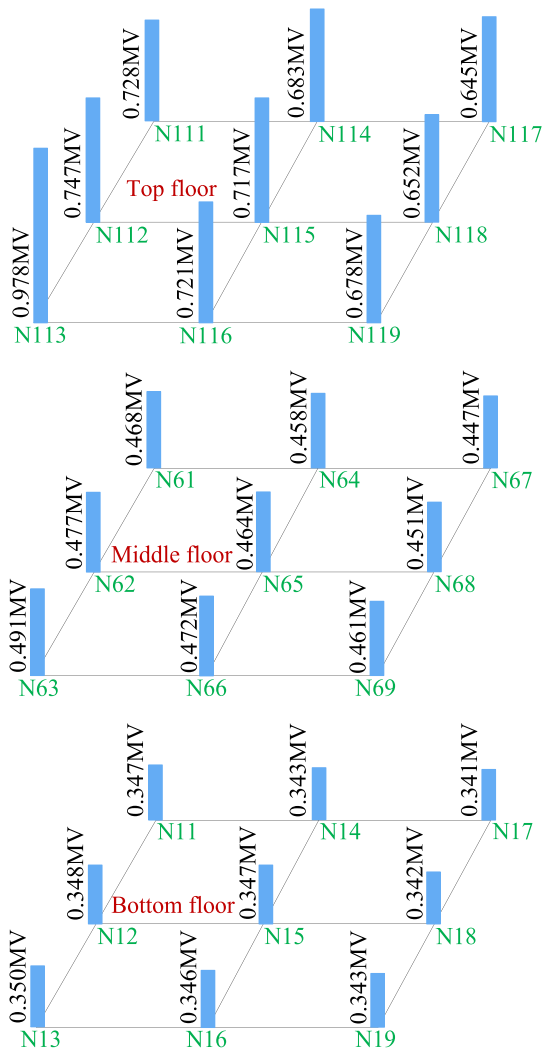 0.728MV
0.683MV
0.645MV
N111
N114
N117
0.747MV
0.717MV
0.652MV
Top floor
N112
N115
N118
0.978MV
0.721MV
0.678MV
N113
N116
N119
0.468MV
0.458MV
0.447MV
N61
N64
N67
0.477MV
0.464MV
0.451MV
Middle floor
N62
N65
N68
0.491MV
0.472MV
0.461MV
N63
N66
N69
0.347MV
0.343MV
0.341MV
N11
N14
N17
0.348MV
0.347MV
0.342MV
Bottom floor
N12
N15
N18
0.350MV
0.346MV
0.343MV
N13
N16
N19